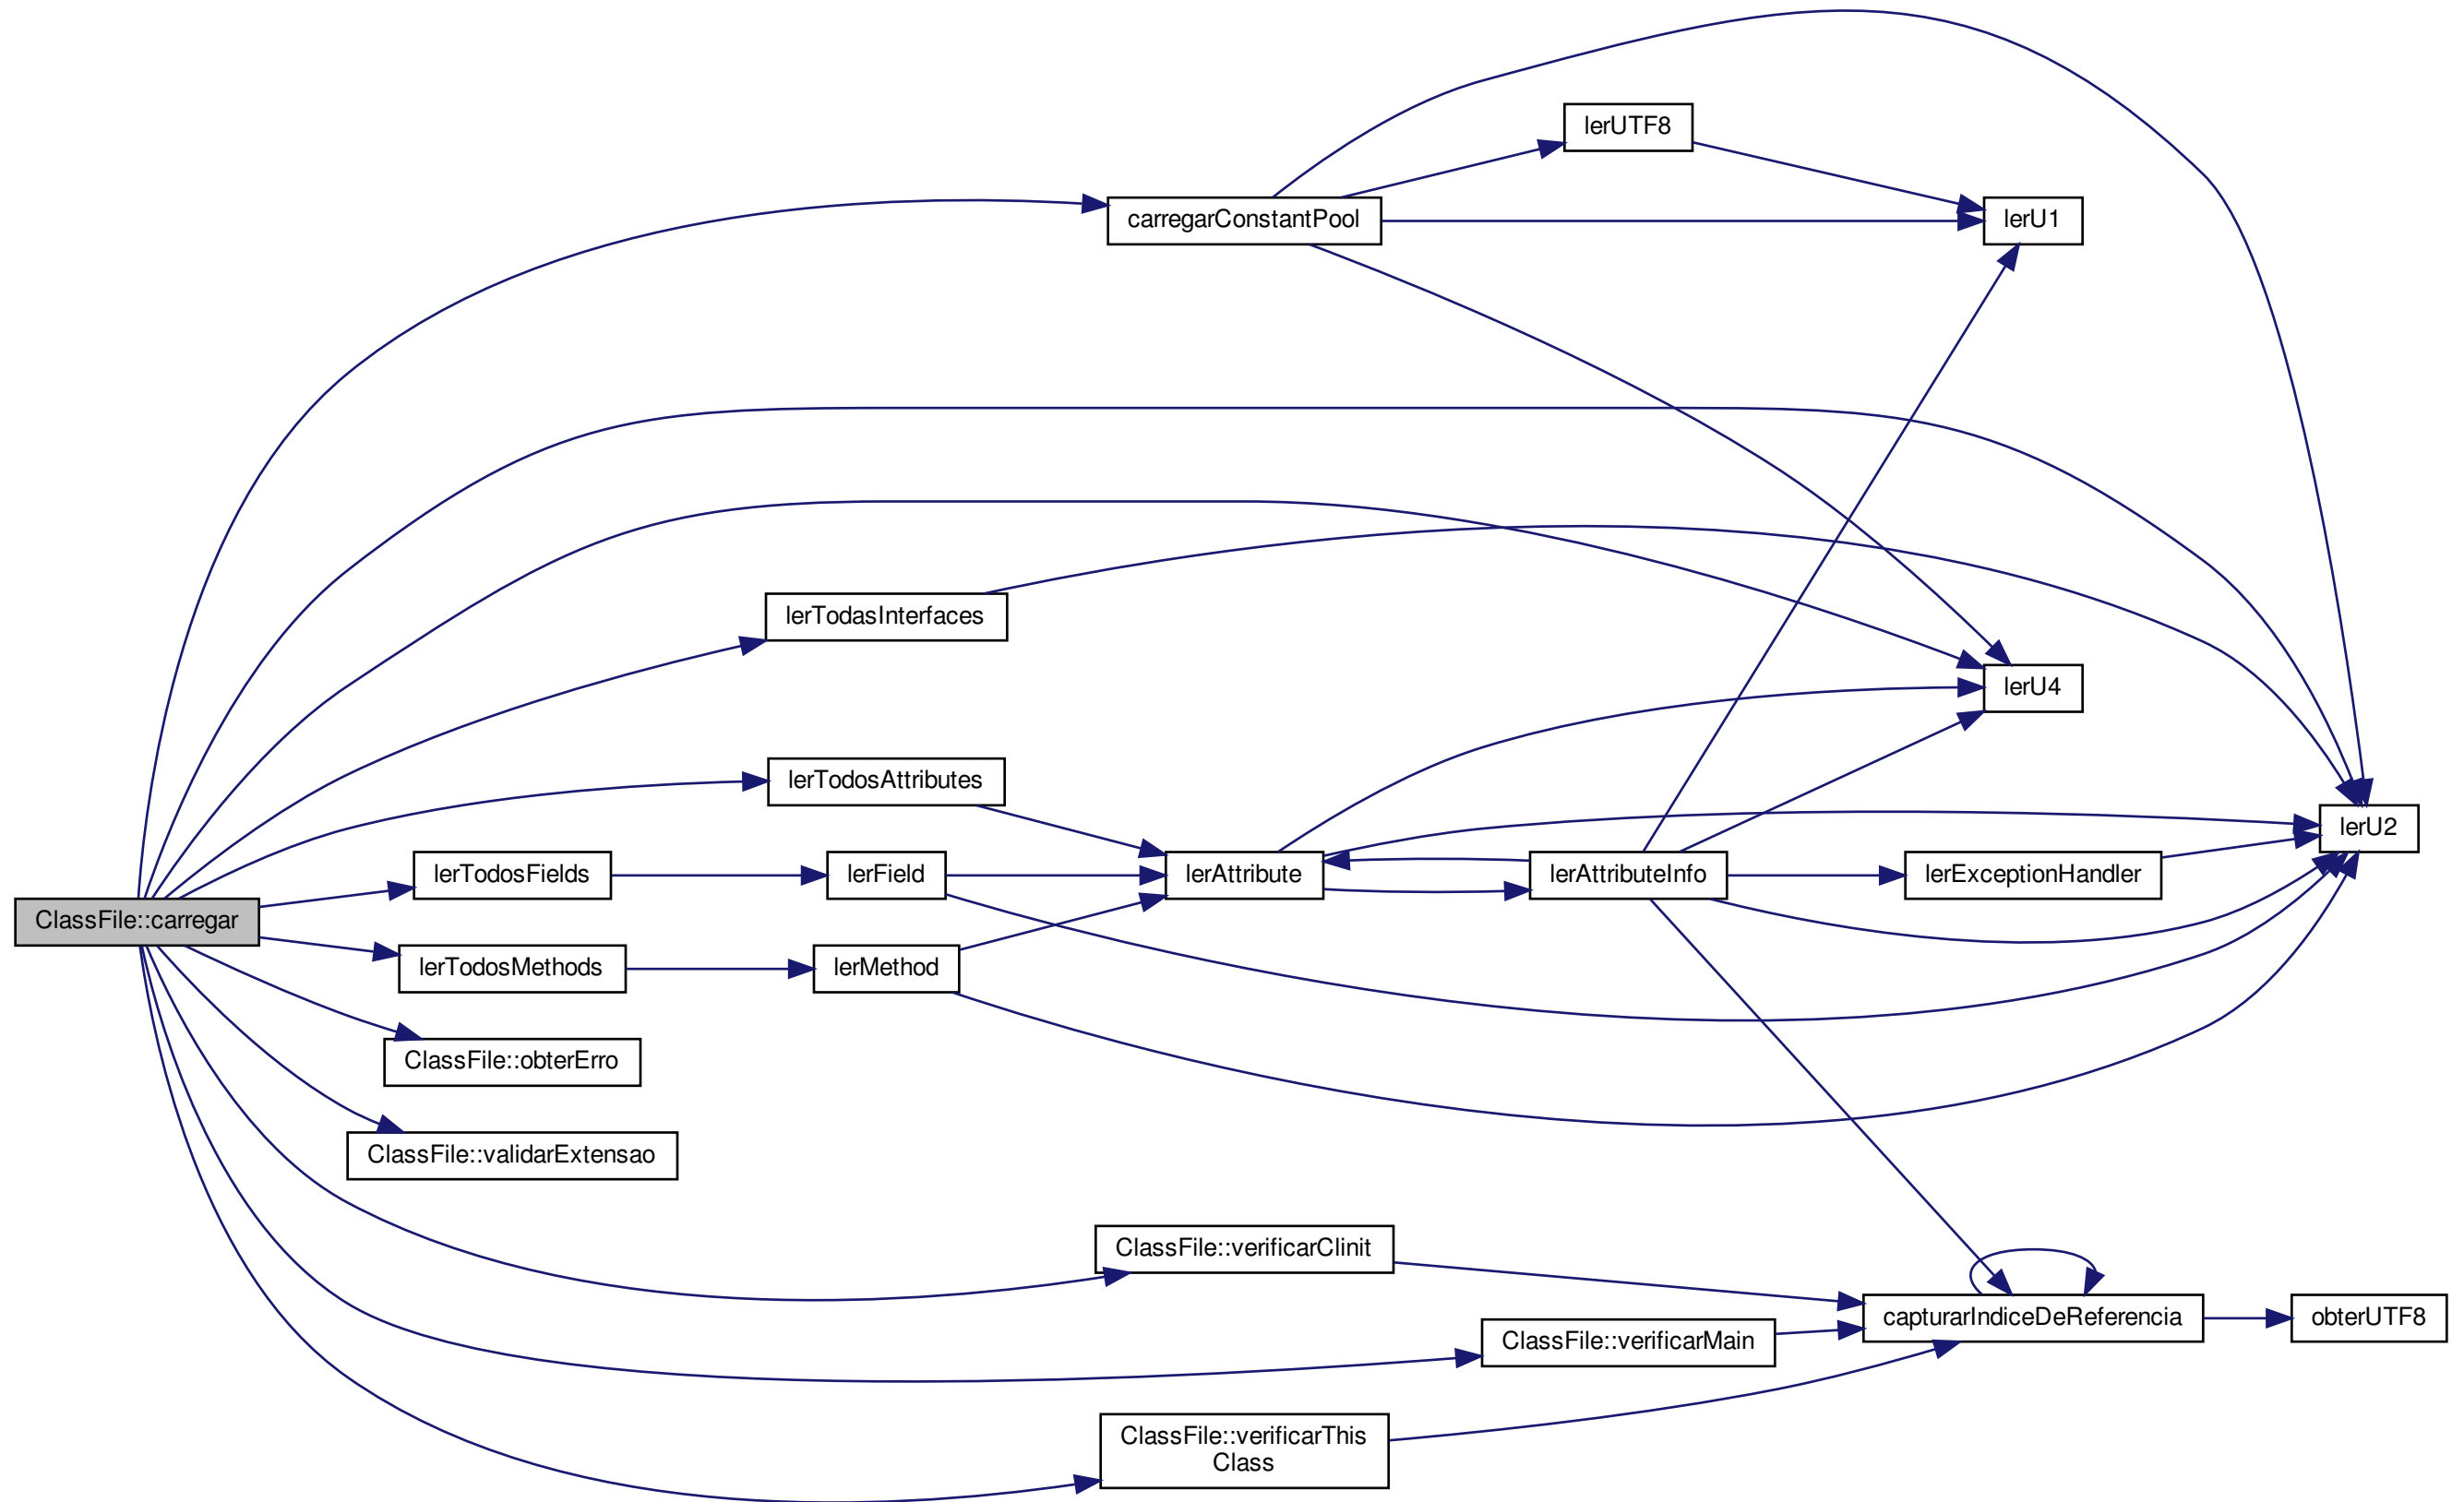 lerUTF8
carregarConstantPool
lerU1
lerTodasInterfaces
lerU4
lerTodosAttributes
lerU2
lerTodosFields
lerField
lerAttribute
lerAttributeInfo
lerExceptionHandler
ClassFile::carregar
lerTodosMethods
lerMethod
ClassFile::obterErro
ClassFile::validarExtensao
ClassFile::verificarClinit
capturarIndiceDeReferencia
obterUTF8
ClassFile::verificarMain
ClassFile::verificarThis
Class